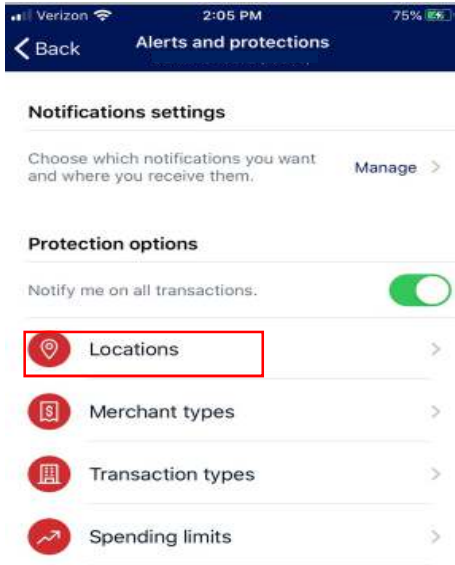 Verizon 2:05 PM 75%
Back Alerts and protections
Notifications settings
Choose which notifications you want
and where you receive them.
Manage
Protection options
Notify me on all transactions.
Locations
Merchant types
Transaction types
Spending limits